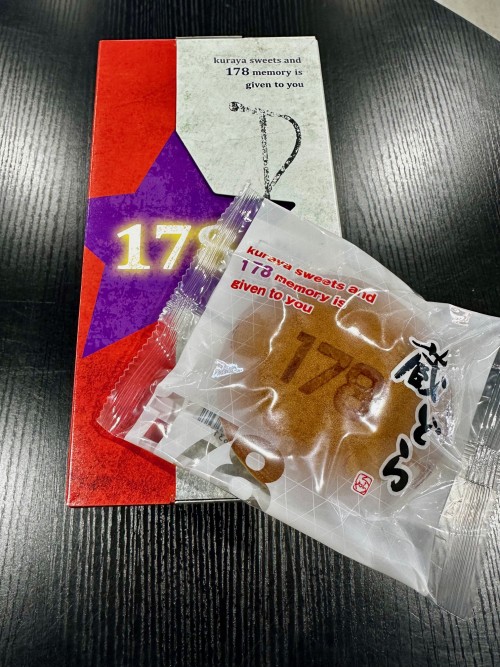 kuraya sweets and
178 memory is
given to you
178
kuraya sweets and
178 memory is
given to you
178
蔵どら
178